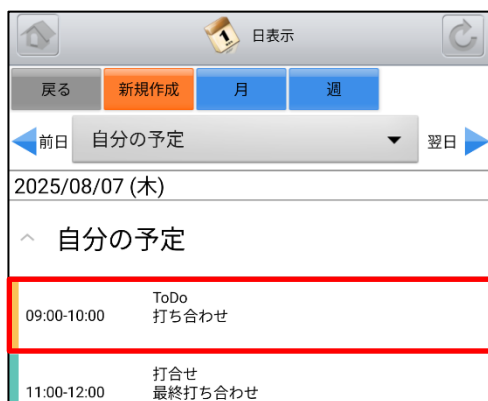 1
日表示
戻る 新規作成 月 週
前日 自分の予定 翌日
2025/08/07 (木)
自分の予定
ToDo
09:00-10:00 打ち合わせ
打合せ
11:00-12:00 最終打ち合わせ